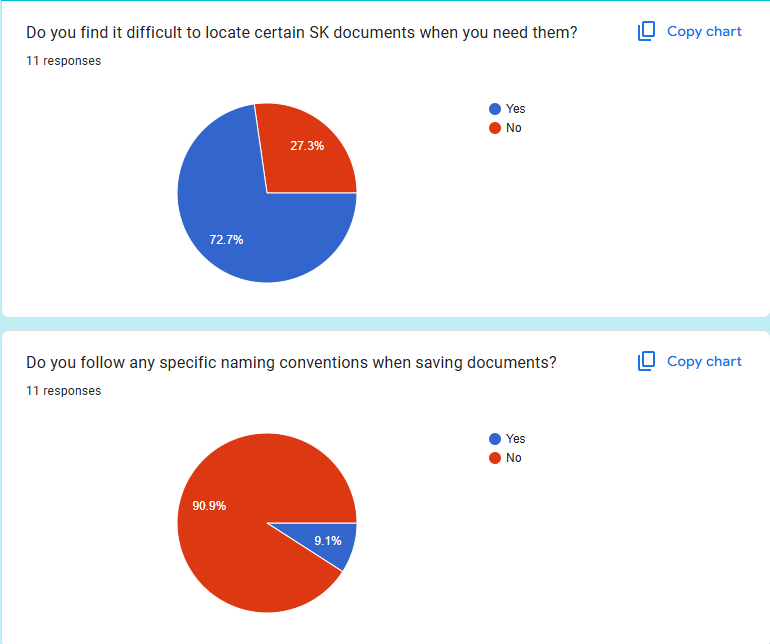 Do you find it difficult to locate certain SK documents when you need them?
Copy chart
11 responses
Yes
No
27.3%
72.7%
Do you follow any specific naming conventions when saving documents?
Copy chart
11 responses
Yes
No
90.9%
9.1%